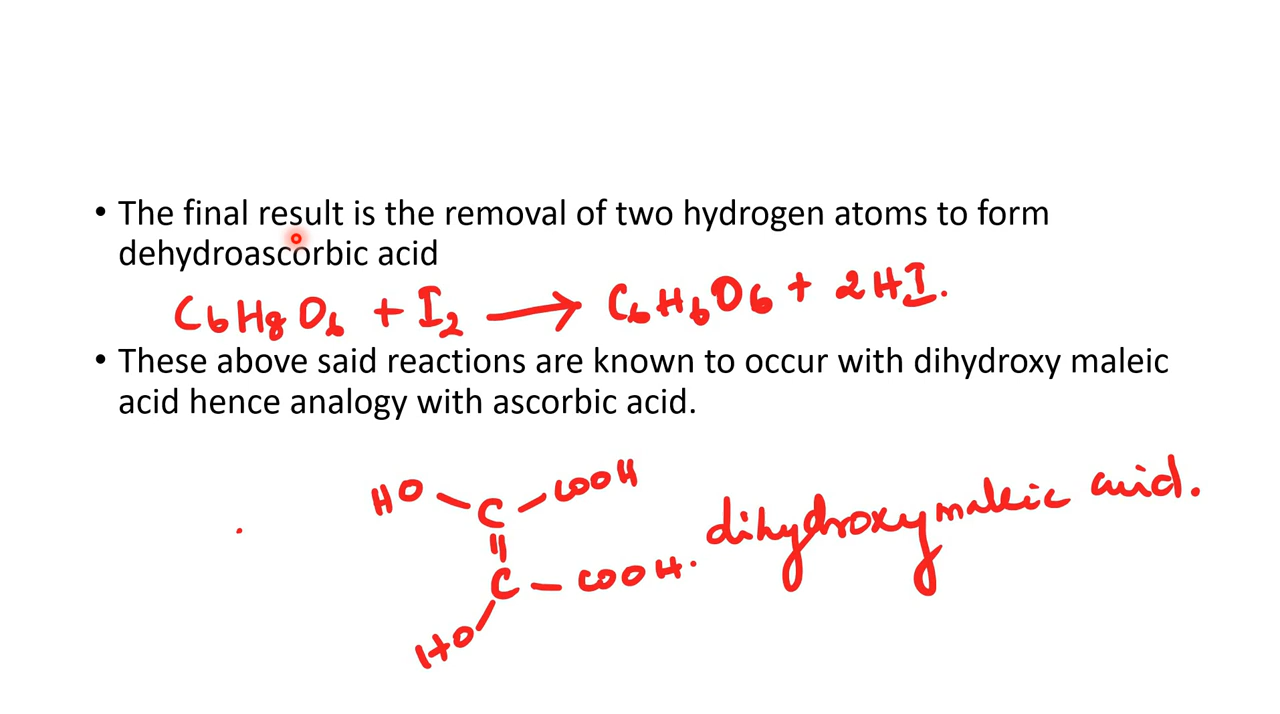 • The final result is the removal of two hydrogen atoms to form
dehydroascorbic acid
C6H8O6 + I2 ⟶ C6H6O6 + 2HI.
• These above said reactions are known to occur with dihydroxy maleic
acid hence analogy with ascorbic acid.
HO – C – COOH
||
C – COOH. dihydroxymaleic acid.
HO